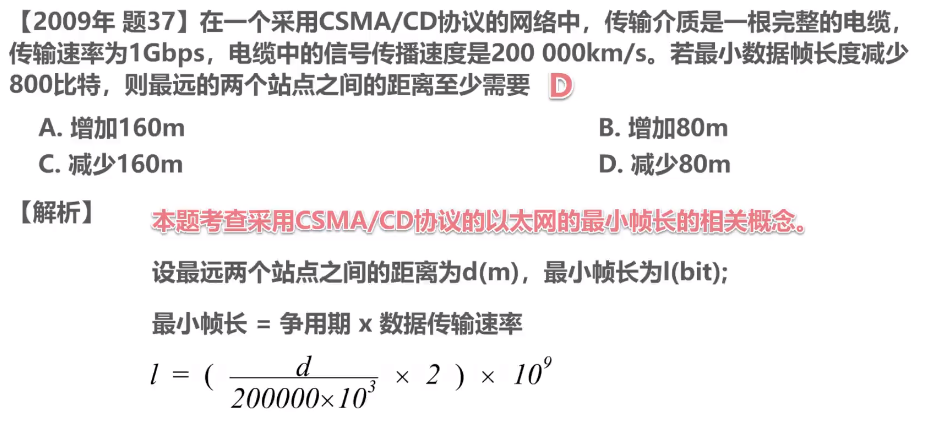 【2009年 题37】在一个采用CSMA/CD协议的网络中，传输介质是一根完整的电缆，
传输速率为1Gbps，电缆中的信号传播速度是200 000km/s。若最小数据帧长度减少
800比特，则最远的两个站点之间的距离至少需要 D
A. 增加160m B. 增加80m
C. 减少160m D. 减少80m
【解析】 本题考查采用CSMA/CD协议的以太网的最小帧长的相关概念。
设最远两个站点之间的距离为d(m)，最小帧长为l(bit);
最小帧长 = 争用期 x 数据传输速率
l = ( d / 200000×10³ × 2 ) × 10⁹